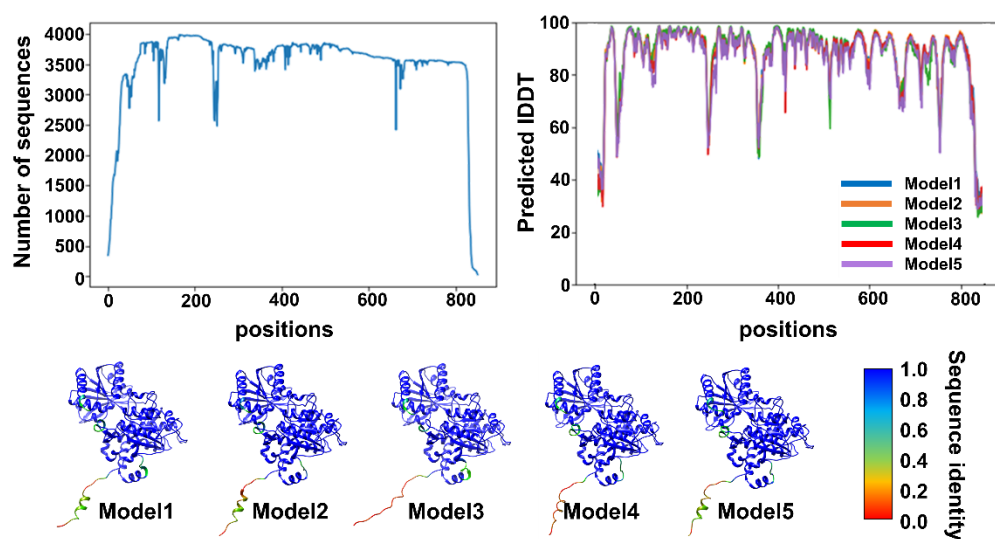 Number of sequences
4000
3500
3000
2500
2000
1500
1000
500
0
0
200
400
600
800
positions
Predicted IDDT
100
80
60
40
20
0
0
200
400
600
800
positions
Model1
Model2
Model3
Model4
Model5
Model1
Model2
Model3
Model4
Model5
1.0
0.8
0.6
0.4
0.2
0.0
Sequence identity